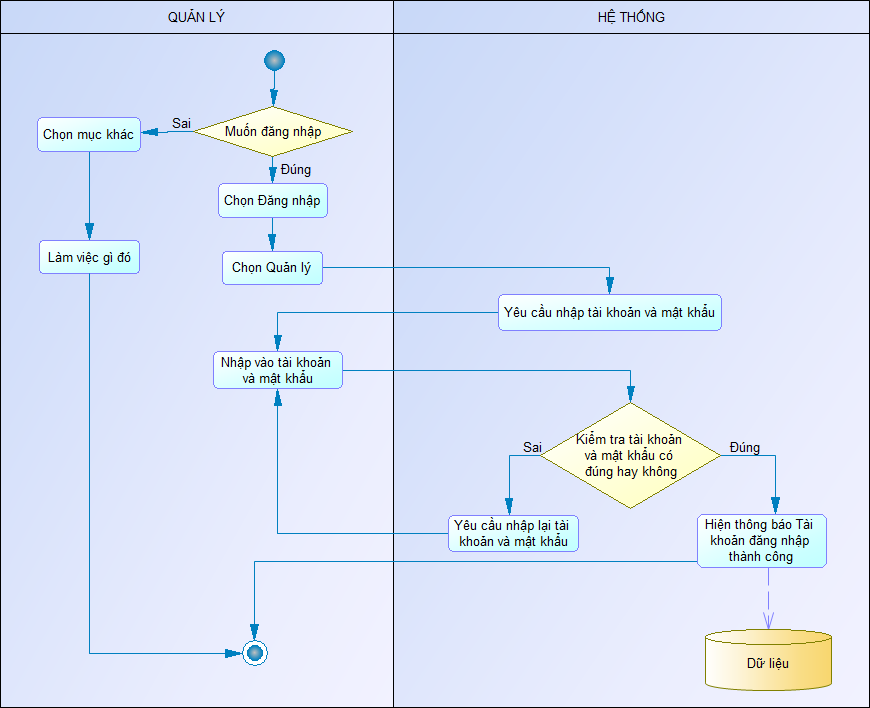 QUẢN LÝ
HỆ THỐNG
Muốn đăng nhập
Sai
Chọn mục khác
Đúng
Chọn Đăng nhập
Làm việc gì đó
Chọn Quản lý
Yêu cầu nhập tài khoản và mật khẩu
Nhập vào tài khoản
và mật khẩu
Kiểm tra tài khoản
và mật khẩu có
đúng hay không
Sai
Đúng
Yêu cầu nhập lại tài
khoản và mật khẩu
Hiện thông báo Tài
khoản đăng nhập
thành công
Dữ liệu